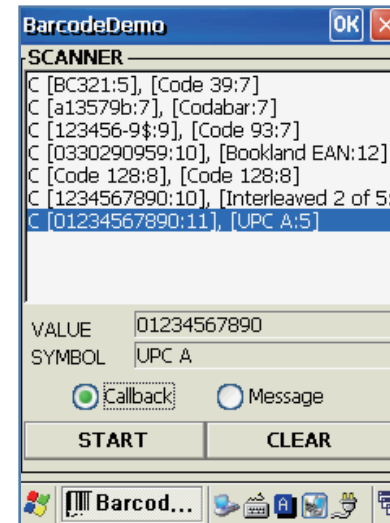 BarcodeDemo OK
SCANNER
C [BC321:5], [Code 39:7]
C [a13579b:7], [Codabar:7]
C [123456-9$:9], [Code 93:7]
C [0330290959:10], [Bookland EAN:12]
C [Code 128:8], [Code 128:8]
C [1234567890:10], [Interleaved 2 of 5:
C [01234567890:11], [UPC A:5]
VALUE 01234567890
SYMBOL UPC A
Callback Message
START CLEAR
Barcod... A